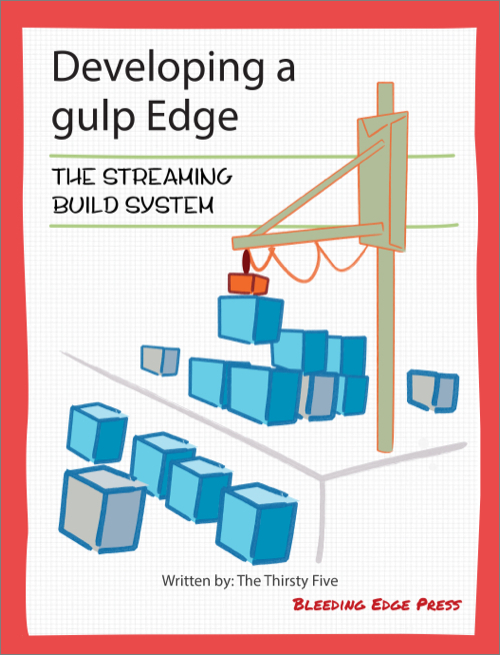 Developing a
gulp Edge
THE STREAMING
BUILD SYSTEM
Written by: The Thirsty Five
BLEEDING EDGE PRESS